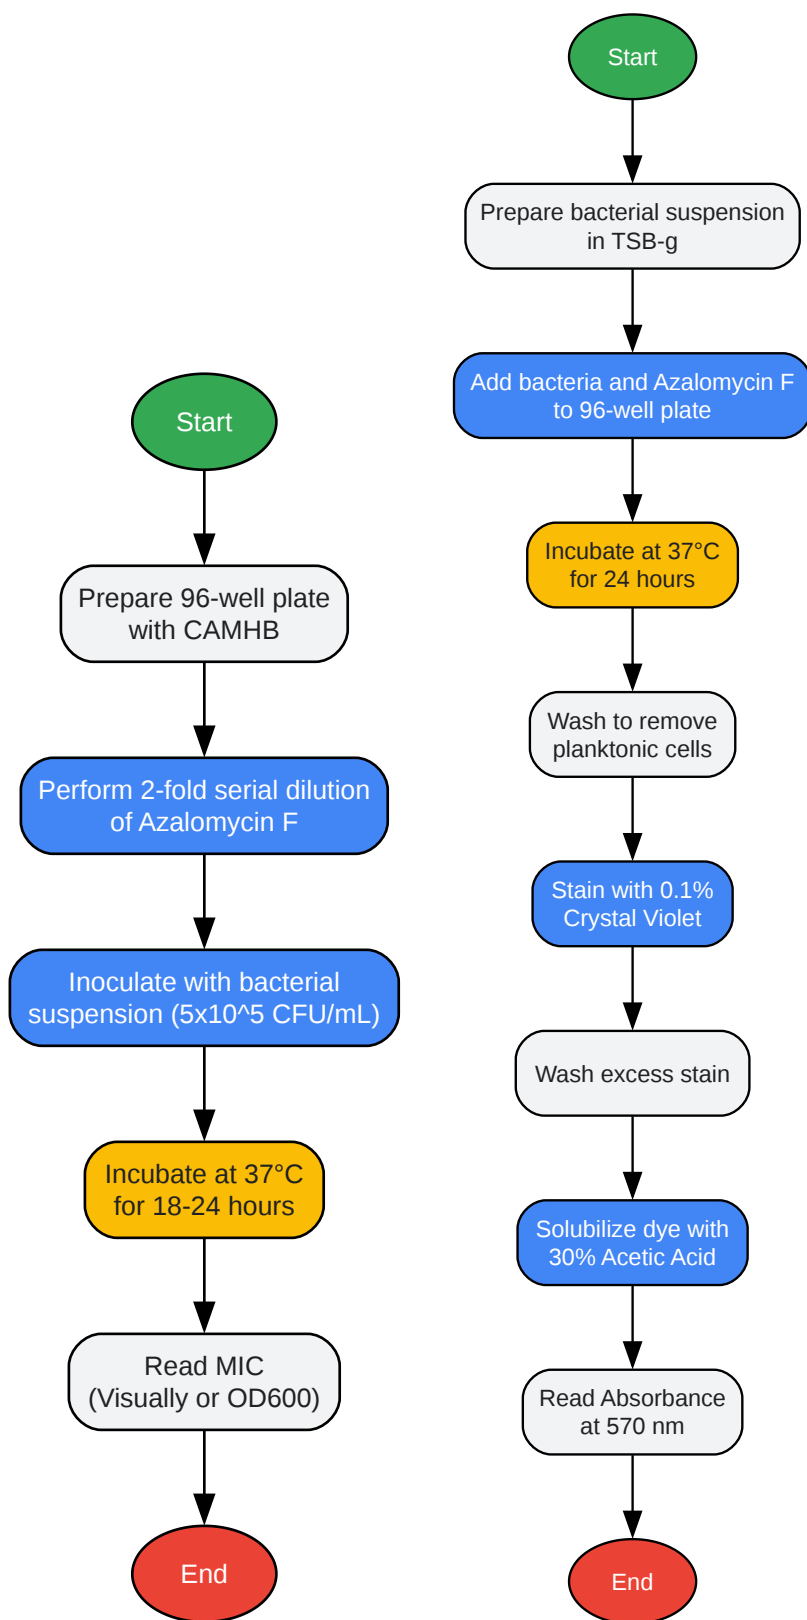 Start
Prepare 96-well plate
with CAMHB
Perform 2-fold serial dilution
of Azalomycin F
Inoculate with bacterial
suspension (5x10^5 CFU/mL)
Incubate at 37°C
for 18-24 hours
Read MIC
(Visually or OD600)
End
Start
Prepare bacterial suspension
in TSB-g
Add bacteria and Azalomycin F
to 96-well plate
Incubate at 37°C
for 24 hours
Wash to remove
planktonic cells
Stain with 0.1%
Crystal Violet
Wash excess stain
Solubilize dye with
30% Acetic Acid
Read Absorbance
at 570 nm
End